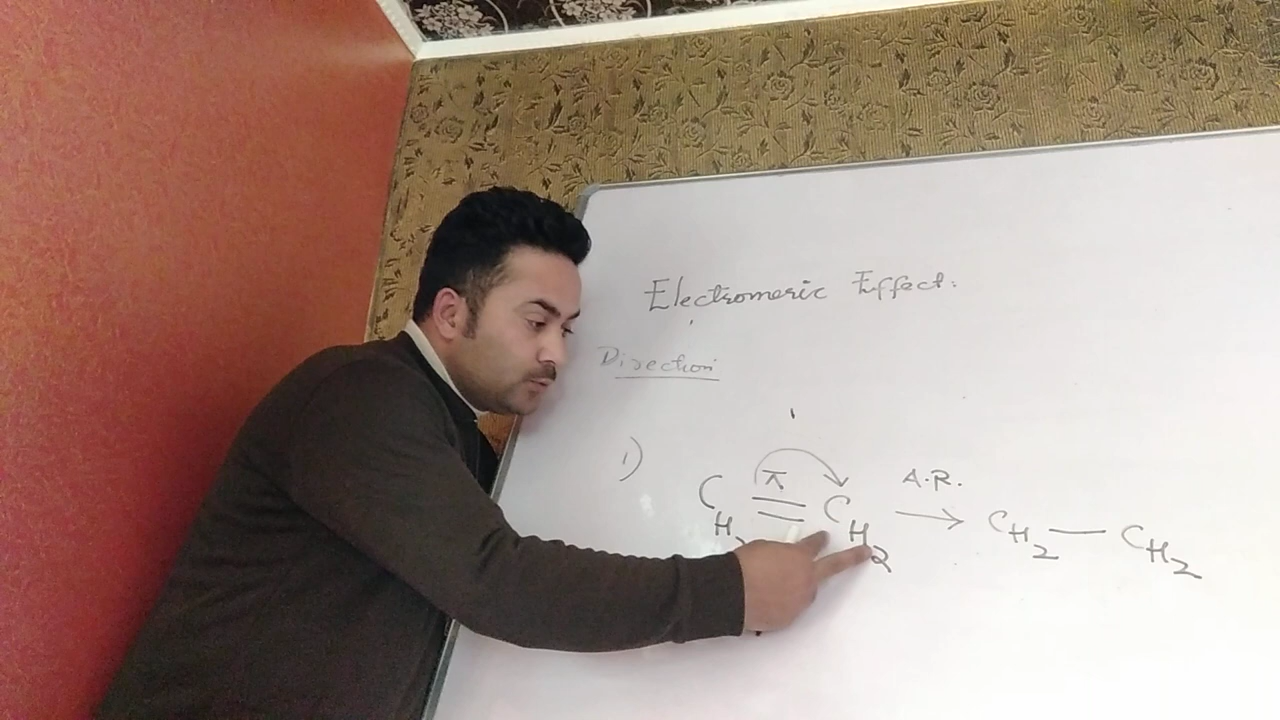 Electromeric Effect:
Direction
1) CH2 = CH2 → CH2 — CH2
π
A.R.